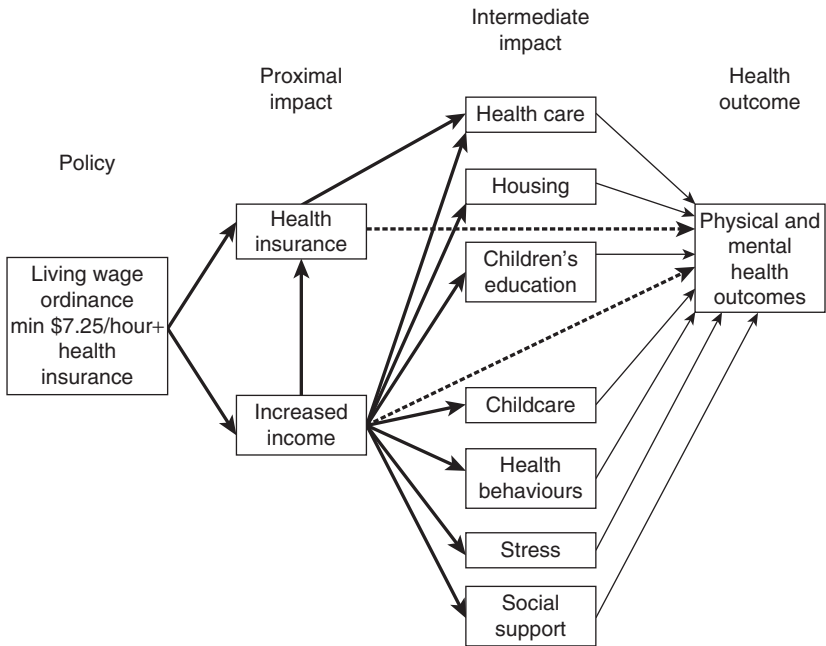 Policy
Living wage
ordinance
min $7.25/hour+
health
insurance
Proximal
impact
Health
insurance
Increased
income
Intermediate
impact
Health care
Housing
Children's
education
Childcare
Health
behaviours
Stress
Social
support
Health
outcome
Physical and
mental
health
outcomes